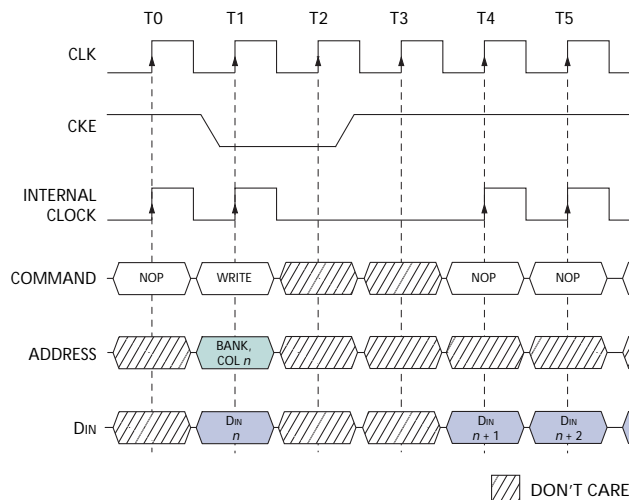 T0 T1 T2 T3 T4 T5
CLK
CKE
INTERNAL
CLOCK
COMMAND NOP WRITE NOP NOP
ADDRESS BANK,
COL n
DIN DIN
n DIN
n + 1 DIN
n + 2
DON'T CARE